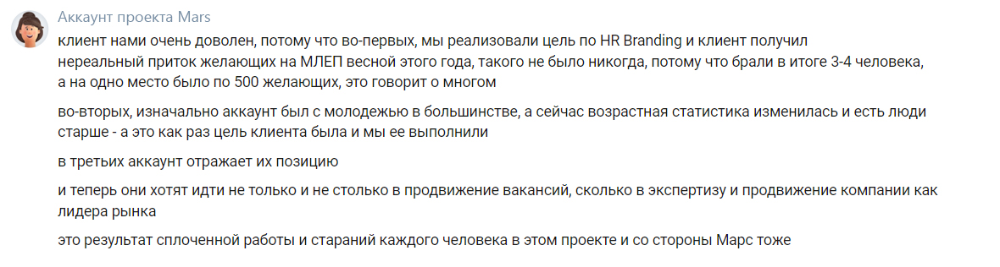 Аккаунт проекта Mars
клиент нами очень доволен, потому что во-первых, мы реализовали цель по HR Branding и клиент получил
нереальный приток желающих на МЛЕП весной этого года, такого не было никогда, потому что брали в итоге 3-4 человека,
а на одно место было по 500 желающих, это говорит о многом
во-вторых, изначально аккаунт был с молодежью в большинстве, а сейчас возрастная статистика изменилась и есть люди
старше - а это как раз цель клиента была и мы ее выполнили
в третьих аккаунт отражает их позицию
и теперь они хотят идти не только и не столько в продвижение вакансий, сколько в экспертизу и продвижение компании как
лидера рынка
это результат сплоченной работы и стараний каждого человека в этом проекте и со стороны Марс тоже